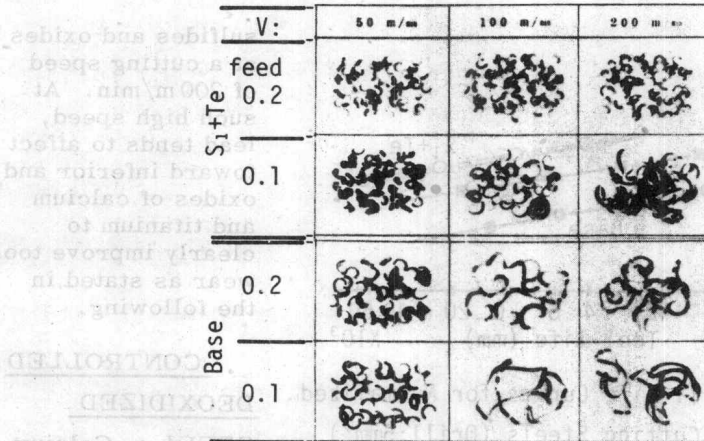 V: 50 m/m 100 m/m 200 m/m
feed
Si+Te 0.2
0.1
Base 0.2
0.1
sulfides and oxides
a cutting speed
of 200 m/min. At
such high speed,
lead tends to affect
toward inferior and
oxides of calcium
and titanium to
clearly improve tool
wear as stated in
the following.
CONTROLLED
DEOXIDIZED